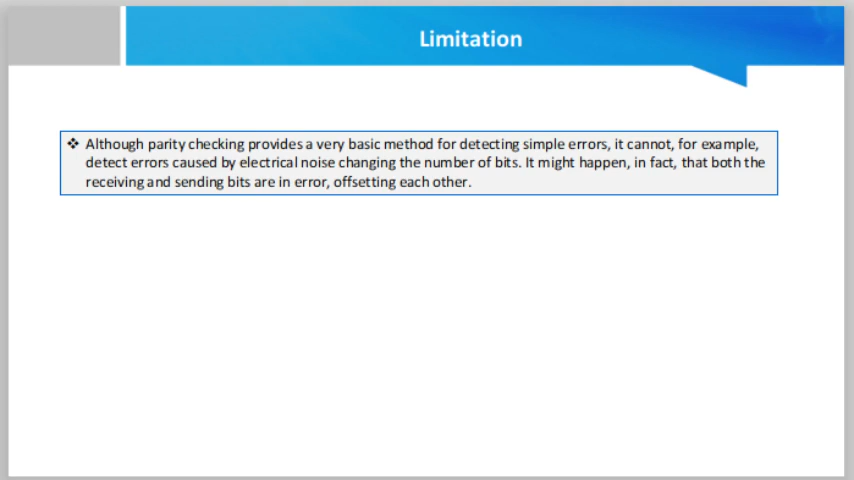 Limitation
❖ Although parity checking provides a very basic method for detecting simple errors, it cannot, for example,
detect errors caused by electrical noise changing the number of bits. It might happen, in fact, that both the
receiving and sending bits are in error, offsetting each other.